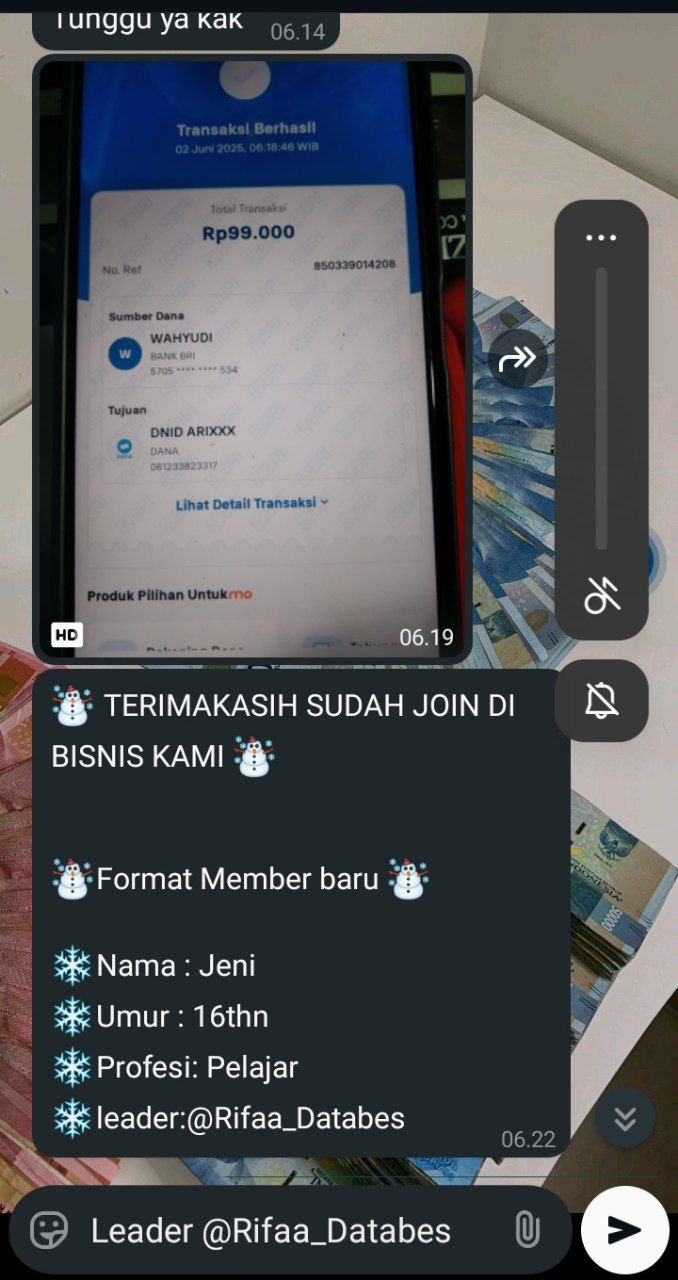 Tunggu ya kak
06.14
Transaksi Berhasil
02 Juni 2025, 06:18:46 WIB
Total Transaksi
Rp99.000
No. Ref 850339014208
Sumber Dana
W
WAHYUDI
BANK BRI
5705 **** **** 534
Tujuan
DNID ARIXXX
DANA
081233823317
Lihat Detail Transaksi
Produk Pilihan Untukmo
HD
06.19
TERIMAKASIH SUDAH JOIN DI
BISNIS KAMI
Format Member baru
Nama : Jeni
Umur : 16thn
Profesi: Pelajar
leader:@Rifaa_Databes
06.22
Leader @Rifaa_Databes